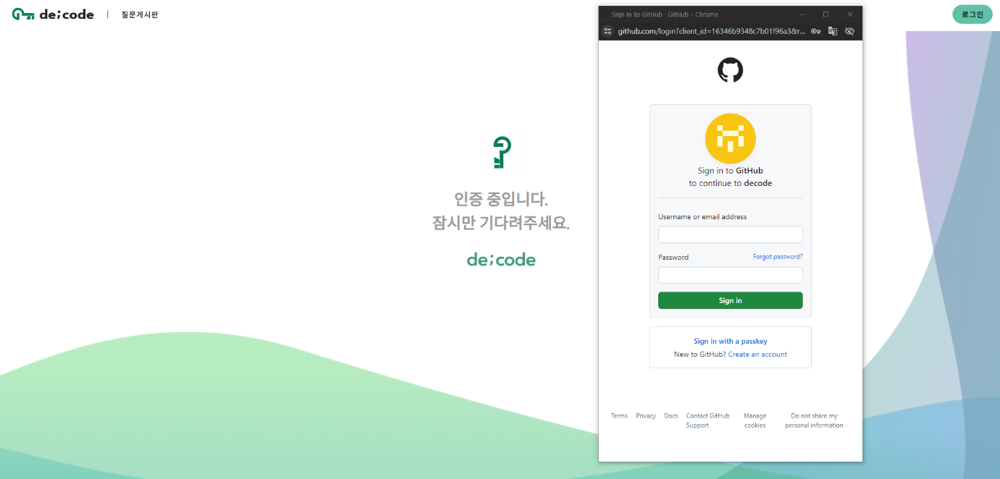 de;code | 질문게시판
로그인
인증 중입니다.
잠시만 기다려주세요.
de;code
Sign in to GitHub · GitHub - Chrome
github.com/login?client_id=16346b9348c7b01f96a3&r...
Sign in to GitHub
to continue to decode
Username or email address
Password Forgot password?
Sign in
Sign in with a passkey
New to GitHub? Create an account
Terms Privacy Docs Contact GitHub Support Manage cookies Do not share my personal information